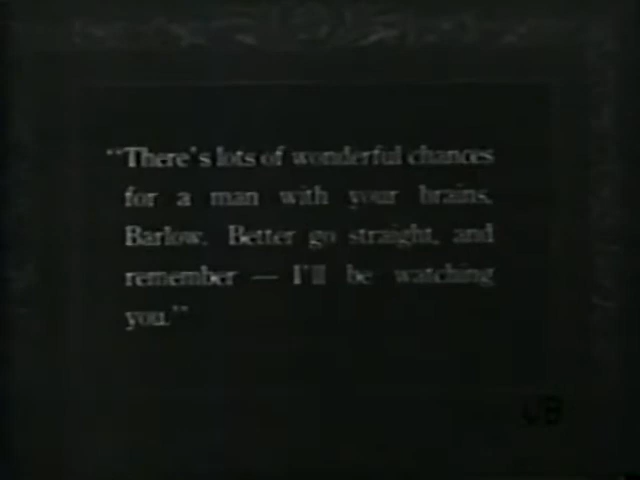 "There's lots of wonderful chances
for a man with your brains,
Barlow. Better go straight, and
remember — I'll be watching
you."